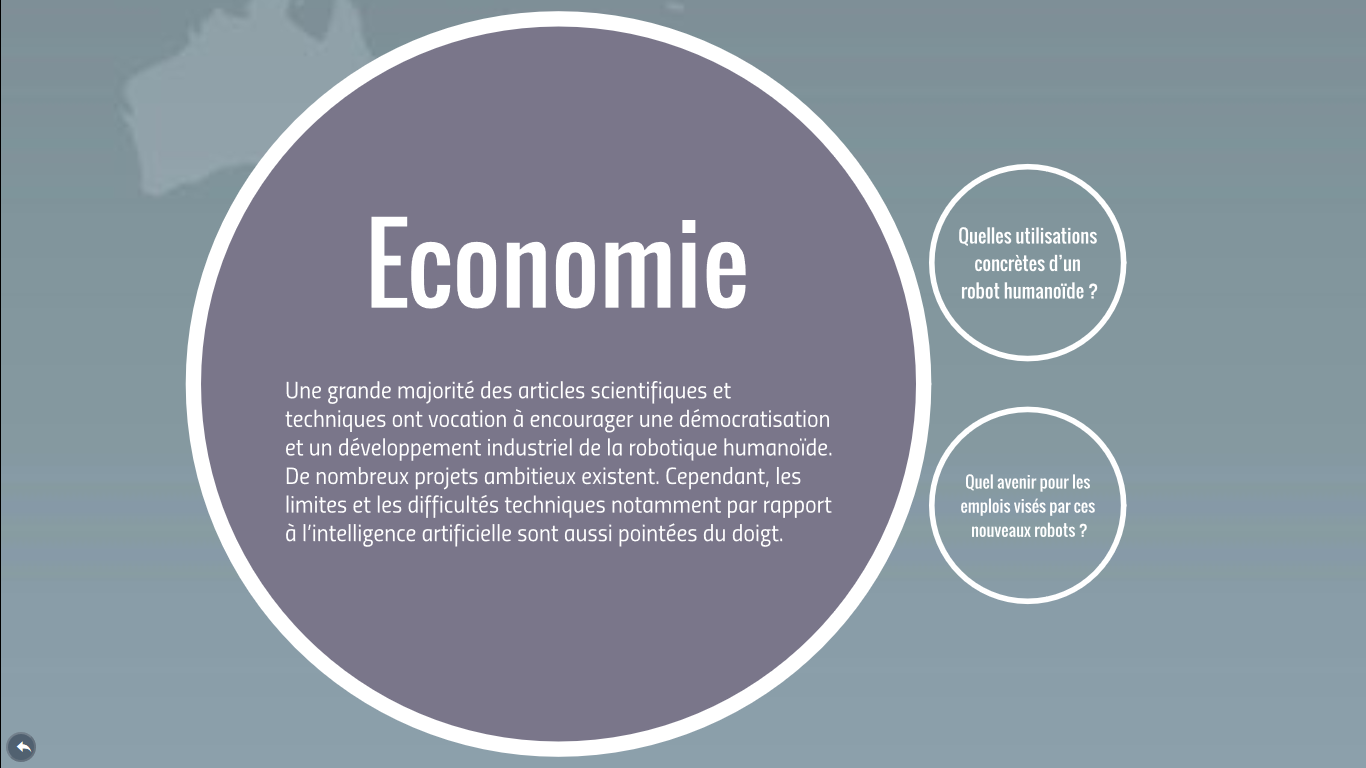 Economie
Une grande majorité des articles scientifiques et
techniques ont vocation à encourager une démocratisation
et un développement industriel de la robotique humanoïde.
De nombreux projets ambitieux existent. Cependant, les
limites et les difficultés techniques notamment par rapport
à l'intelligence artificielle sont aussi pointées du doigt.
Quelles utilisations
concrètes d'un
robot humanoïde ?
Quel avenir pour les
emplois visés par ces
nouveaux robots ?